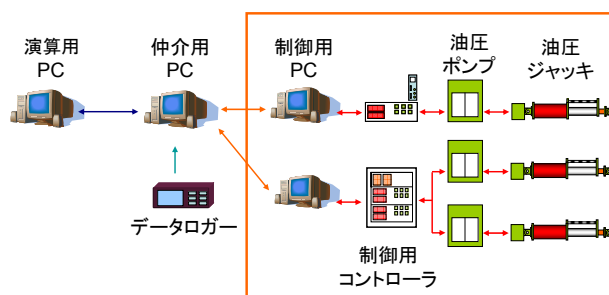 演算用
PC
仲介用
PC
制御用
PC
油圧
ポンプ
油圧
ジャッキ
データロガー
制御用
コントローラ